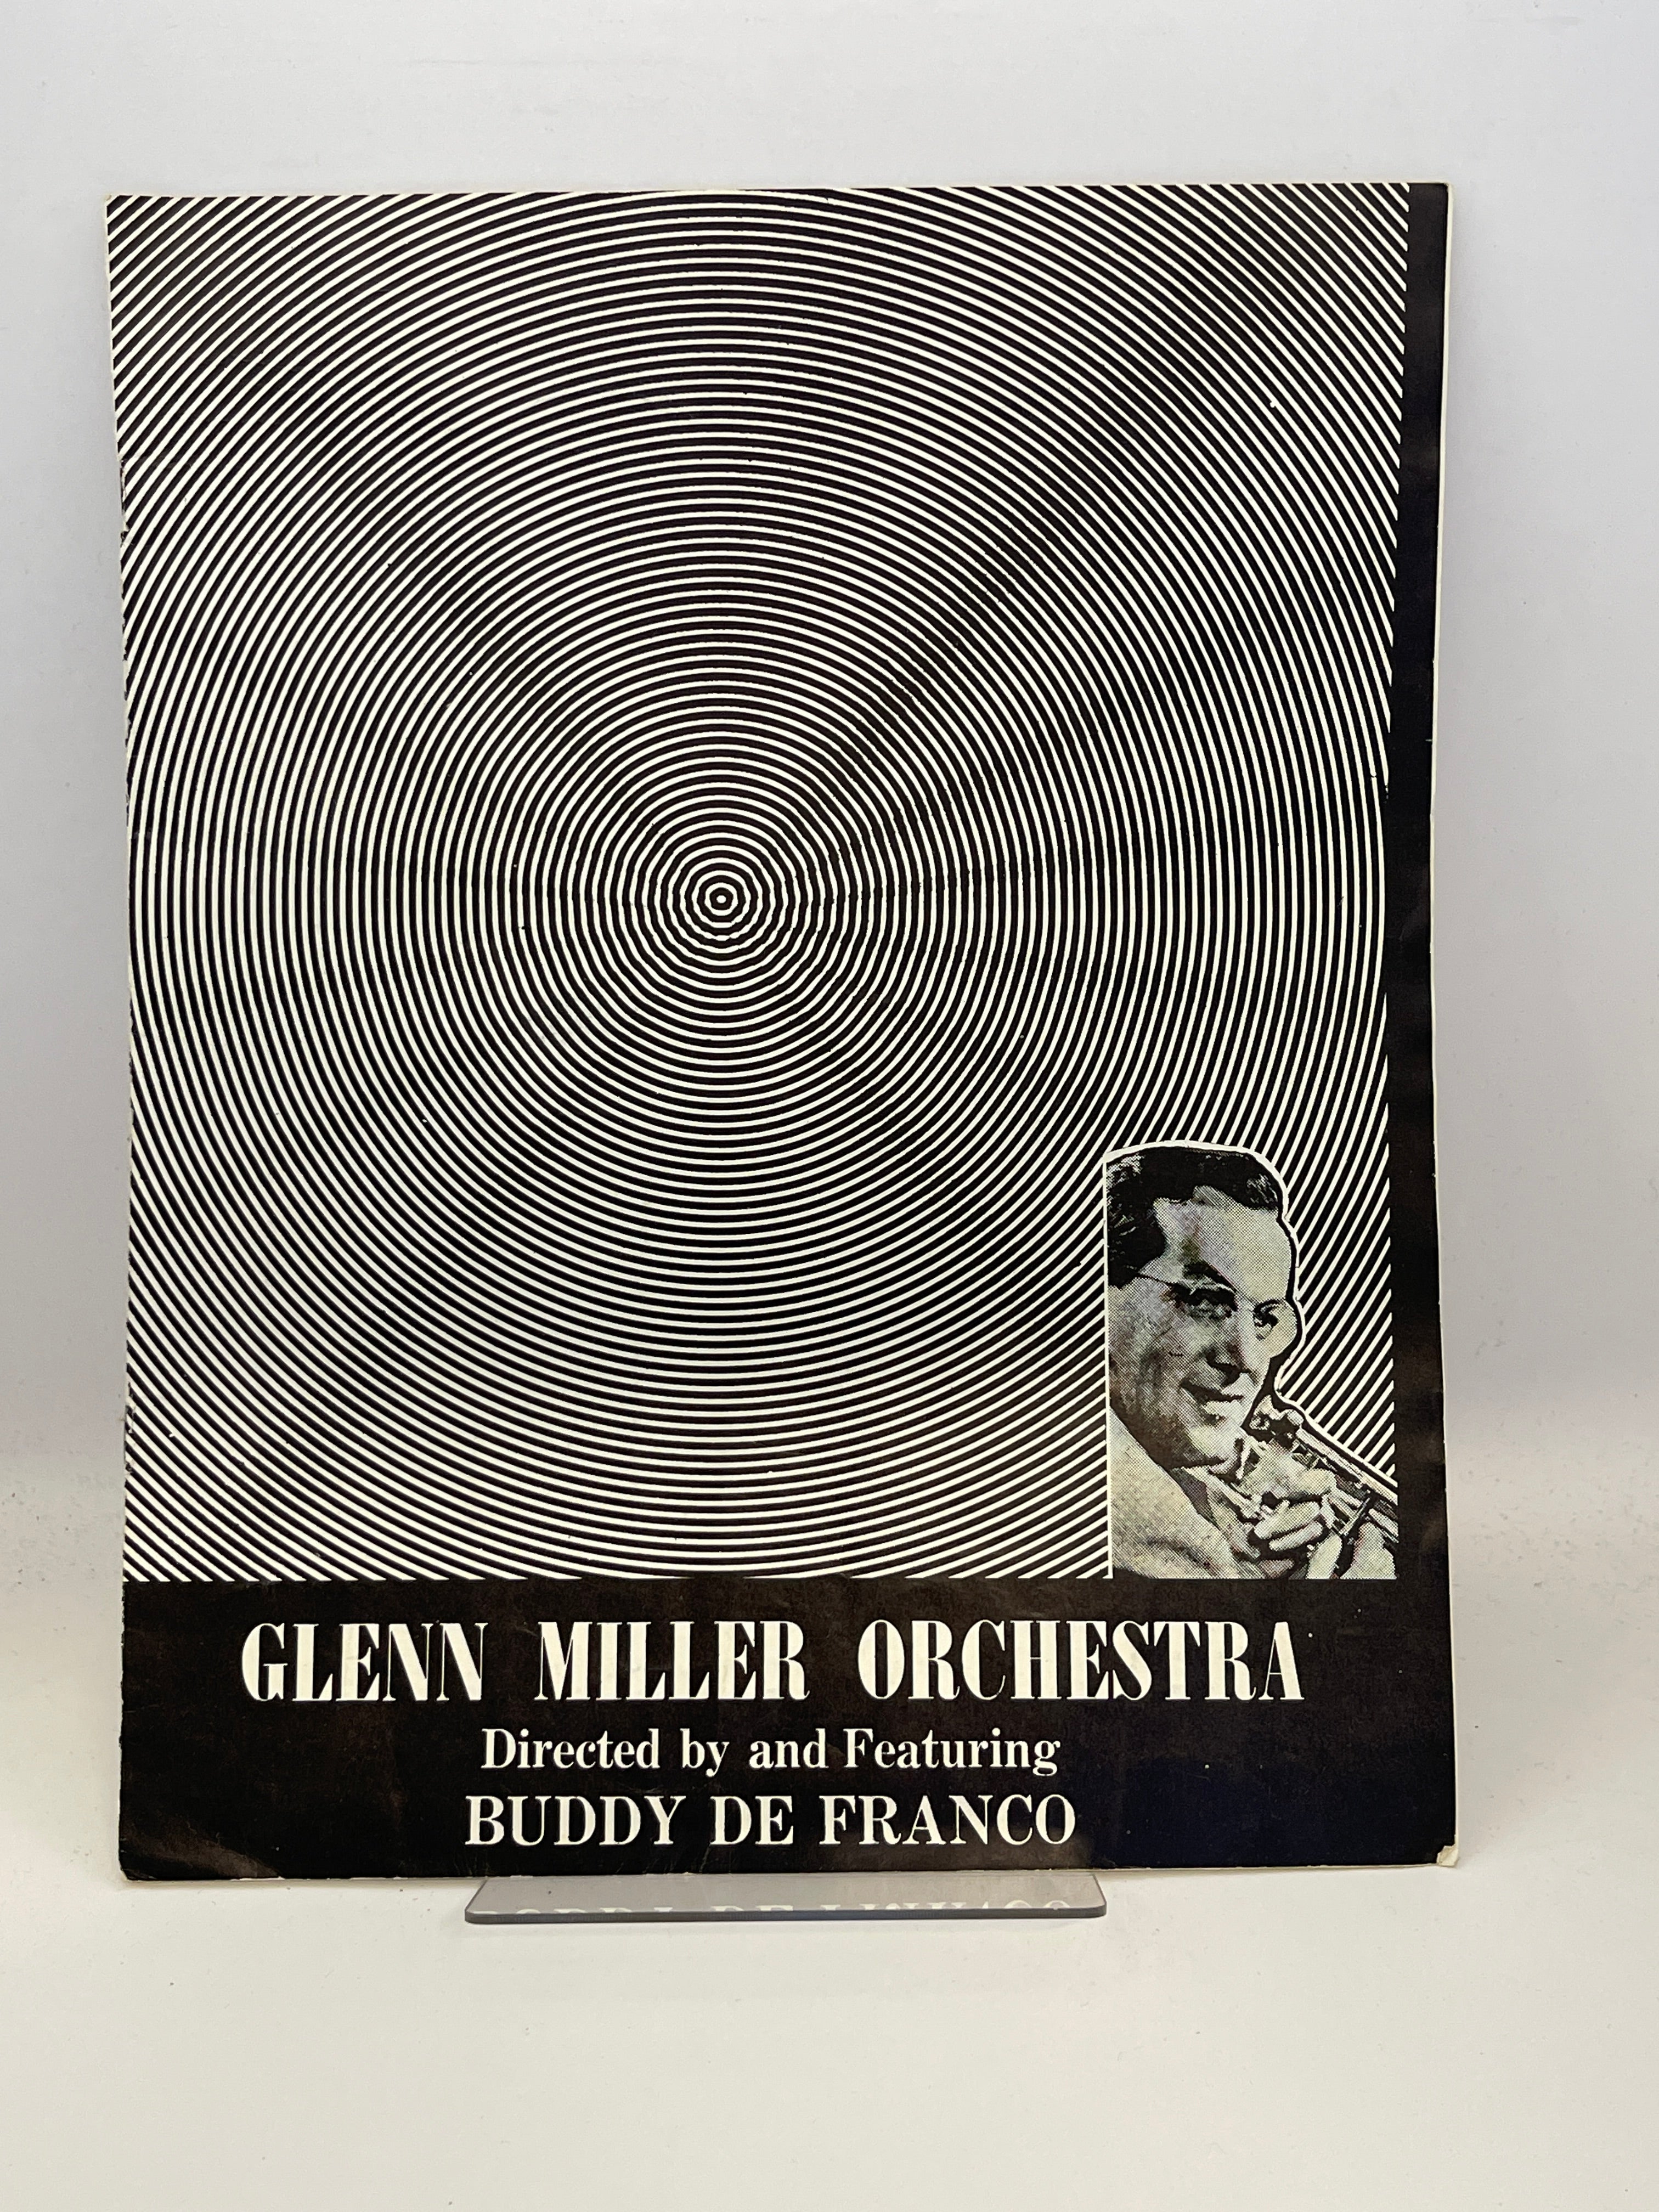 GLENN MILLER ORCHESTRA
Directed by and Featuring
BUDDY DE FRANCO